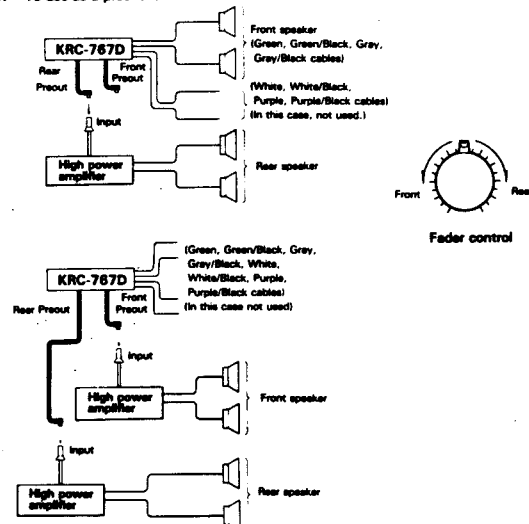 Front speaker
(Green, Green/Black, Gray,
Gray/Black cables)
KRC-767D
Rear
Preout
Front
Preout
(White, White/Black,
Purple, Purple/Black cables)
(In this case, not used.)
Input
High power
amplifier
Rear speaker
Front
Rea
Fader control
(Green, Green/Black, Gray,
Gray/Black, White,
White/Black, Purple,
Purple/Black cables)
(In this case not used)
KRC-767D
Rear Preout
Front
Preout
Input
High power
amplifier
Front speaker
Input
High power
amplifier
Rear speaker